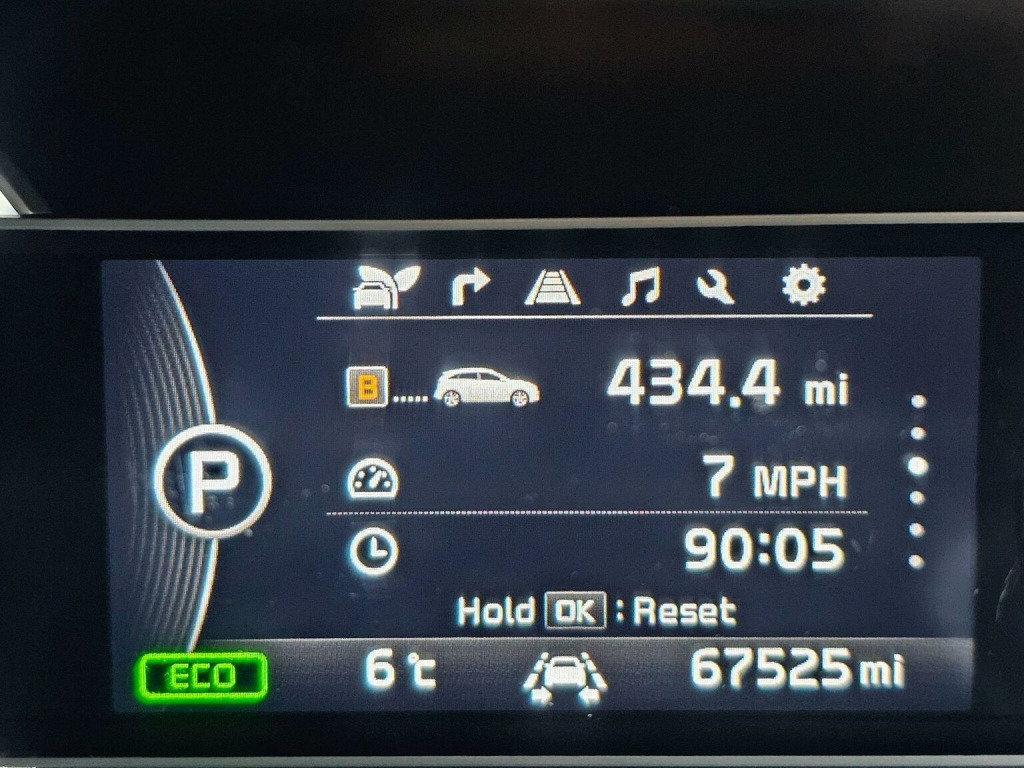 B 434.4 mi
P
7 MPH
90:05
Hold OK : Reset
ECO 6 °C 67525 mi